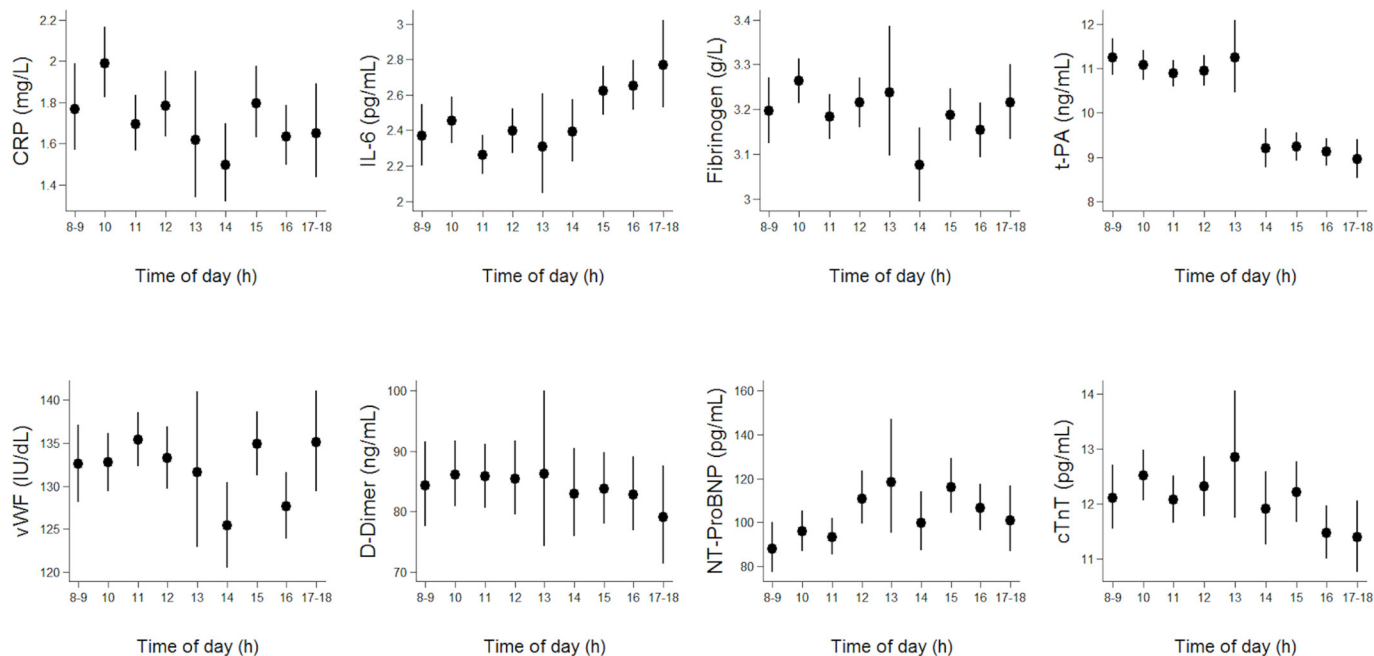 CRP (mg/L)
2.2
2
1.8
1.6
1.4
8-9 10 11 12 13 14 15 16 17-18
Time of day (h)
IL-6 (pg/mL)
3
2.8
2.6
2.4
2.2
2
8-9 10 11 12 13 14 15 16 17-18
Time of day (h)
Fibrinogen (g/L)
3.4
3.3
3.2
3.1
3
8-9 10 11 12 13 14 15 16 17-18
Time of day (h)
t-PA (ng/mL)
12
11
10
9
8
8-9 10 11 12 13 14 15 16 17-18
Time of day (h)
vWF (IU/dL)
140
135
130
125
120
8-9 10 11 12 13 14 15 16 17-18
Time of day (h)
D-Dimer (ng/mL)
100
90
80
70
8-9 10 11 12 13 14 15 16 17-18
Time of day (h)
NT-ProBNP (pg/mL)
160
140
120
100
80
8-9 10 11 12 13 14 15 16 17-18
Time of day (h)
cTnT (pg/mL)
14
13
12
11
8-9 10 11 12 13 14 15 16 17-18
Time of day (h)